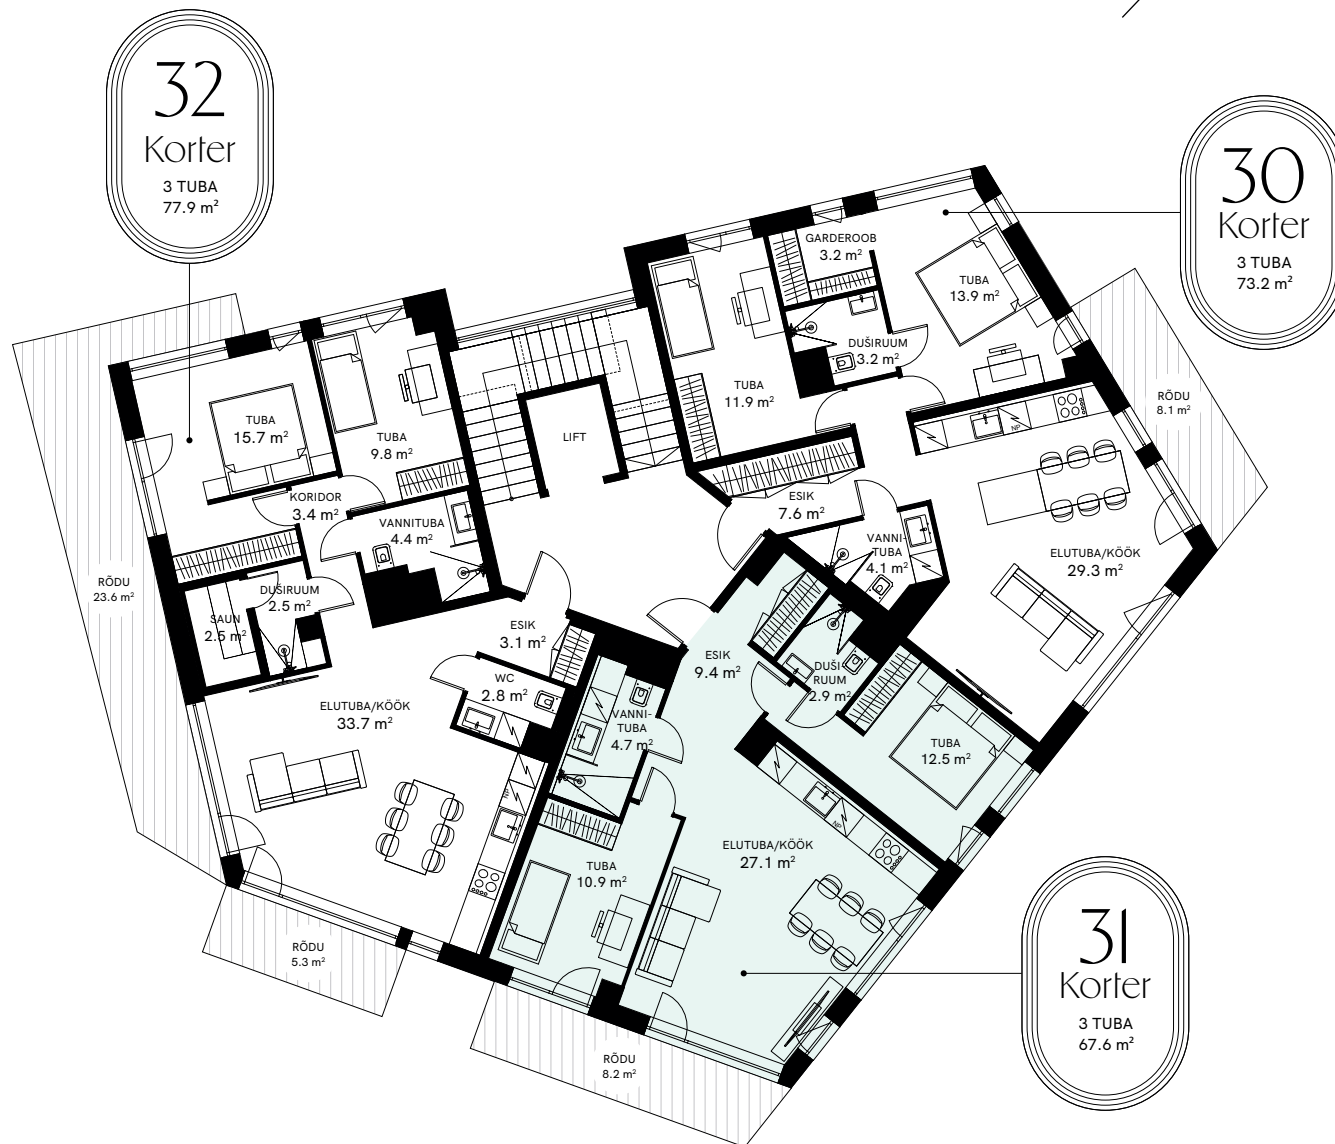 32
Korter
3 TUBA
77.9 m²
30
Korter
3 TUBA
73.2 m²
GARDEROOB
3.2 m²
TUBA
13.9 m²
DUŠIRUUM
3.2 m²
TUBA
11.9 m²
RÕDU
8.1 m²
NP
TUBA
15.7 m²
TUBA
9.8 m²
LIFT
KORIDOR
3.4 m²
VANNITUBA
4.4 m²
ESIK
7.6 m²
VANNI-
TUBA
4.1 m²
ELUTUBA/KÖÖK
29.3 m²
RÕDU
23.6 m²
DUŠIRUUM
2.5 m²
SAUN
2.5 m²
ESIK
3.1 m²
ESIK
9.4 m²
DUŠI
RUUM
2.9 m²
WC
2.8 m²
ELUTUBA/KÖÖK
33.7 m²
VANNI-
TUBA
4.7 m²
TUBA
12.5 m²
NP
NP
ELUTUBA/KÖÖK
27.1 m²
TUBA
10.9 m²
RÕDU
5.3 m²
RÕDU
8.2 m²
31
Korter
3 TUBA
67.6 m²